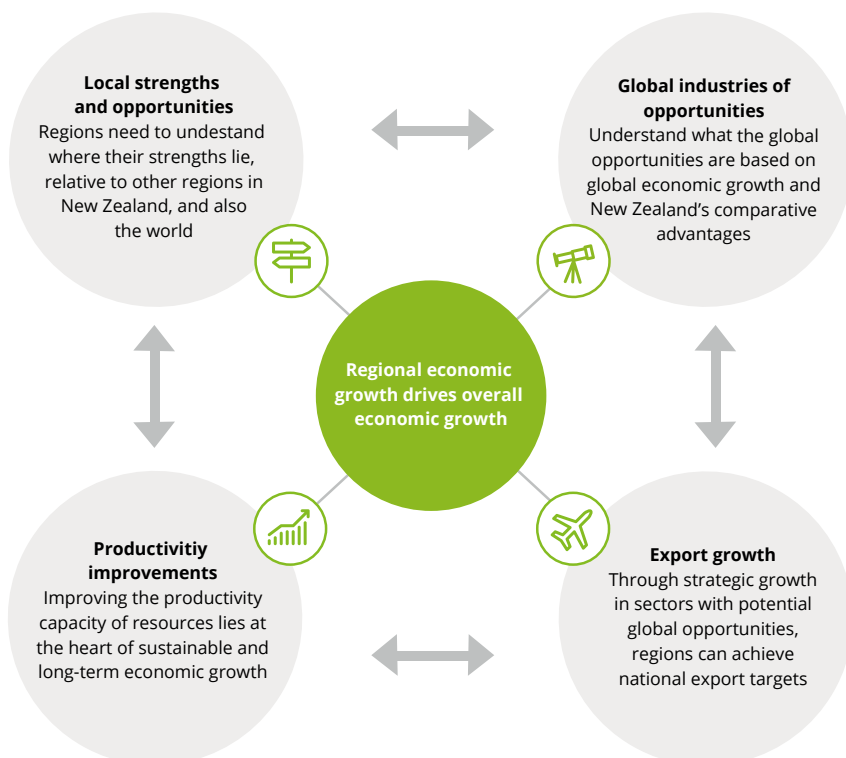 Local strengths
and opportunities
Regions need to undestand
where their strengths lie,
relative to other regions in
New Zealand, and also
the world
Global industries of
opportunities
Understand what the global
opportunities are based on
global economic growth and
New Zealand's comparative
advantages
Regional economic
growth drives overall
economic growth
Productivitiy
improvements
Improving the productivity
capacity of resources lies at
the heart of sustainable and
long-term economic growth
Export growth
Through strategic growth
in sectors with potential
global opportunities,
regions can achieve
national export targets